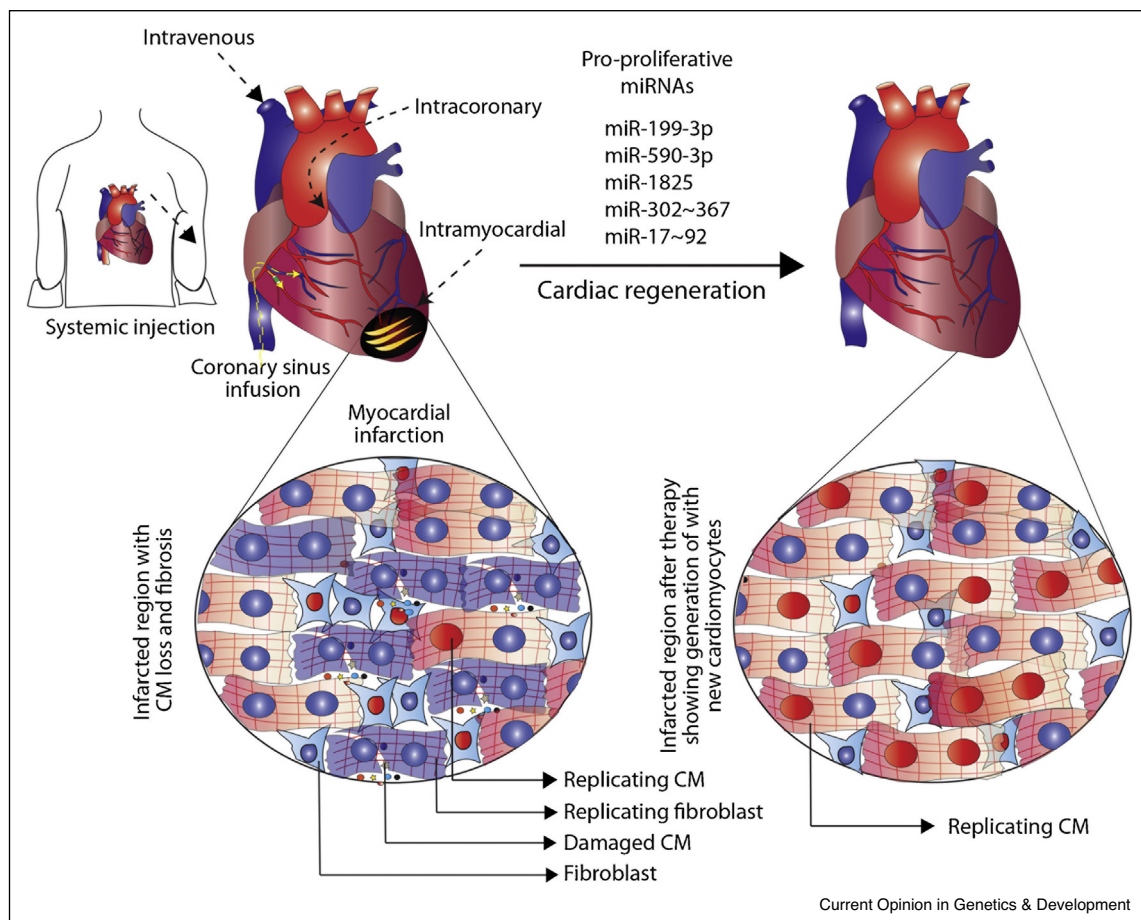 Intravenous
Intracoronary
Intramyocardial
Systemic injection
Coronary sinus
infusion
Pro-proliferative
miRNAs
miR-199-3p
miR-590-3p
miR-1825
miR-302~367
miR-17~92
Cardiac regeneration
Myocardial
infarction
Infarcted region with
CM loss and fibrosis
Replicating CM
Replicating fibroblast
Damaged CM
Fibroblast
Infarcted region after therapy
showing generation of with
new cardiomyocytes
Replicating CM
Current Opinion in Genetics & Development